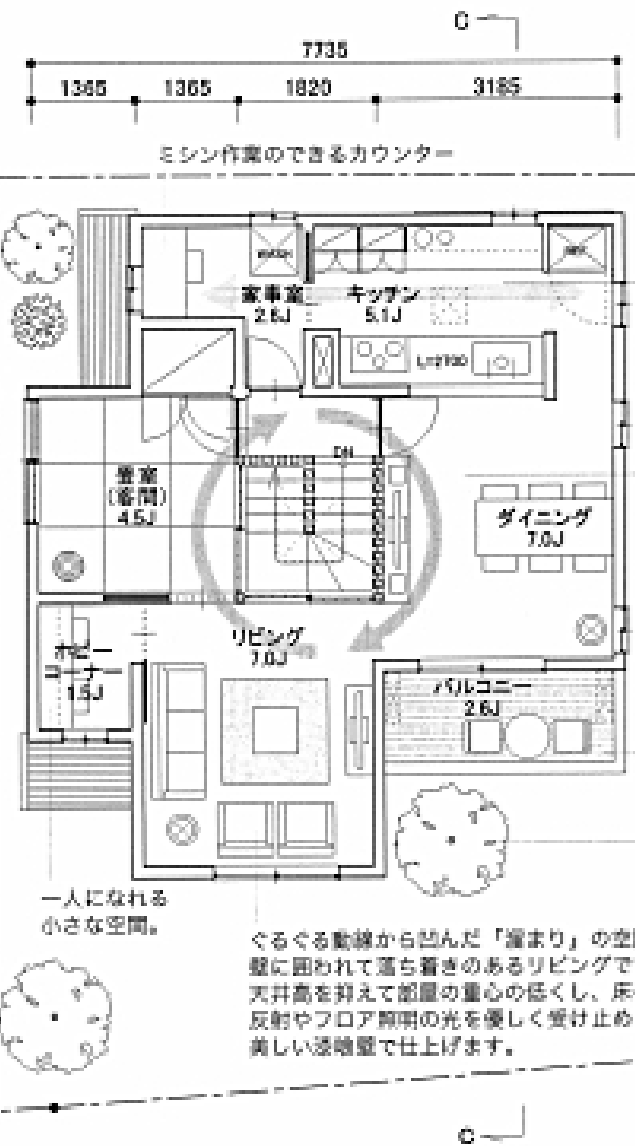 C
7735
1365 1365 1820 3185
ミシン作業のできるカウンター
家事室
2.6J
キッチン
5.1J
DN
畳室
(客間)
4.5J
ダイニング
7.0J
リビング
7.0J
ホビー
コーナー
1.5J
バルコニー
2.6J
一人になれる
小さな空間。
ぐるぐる動線から凹んだ「溜まり」の空
壁に囲われて落ち着きのあるリビングで
天井高を抑えて部屋の重心の低くし、床
反射やフロア照明の光を優しく受け止め
美しい漆喰壁で仕上げます。
C